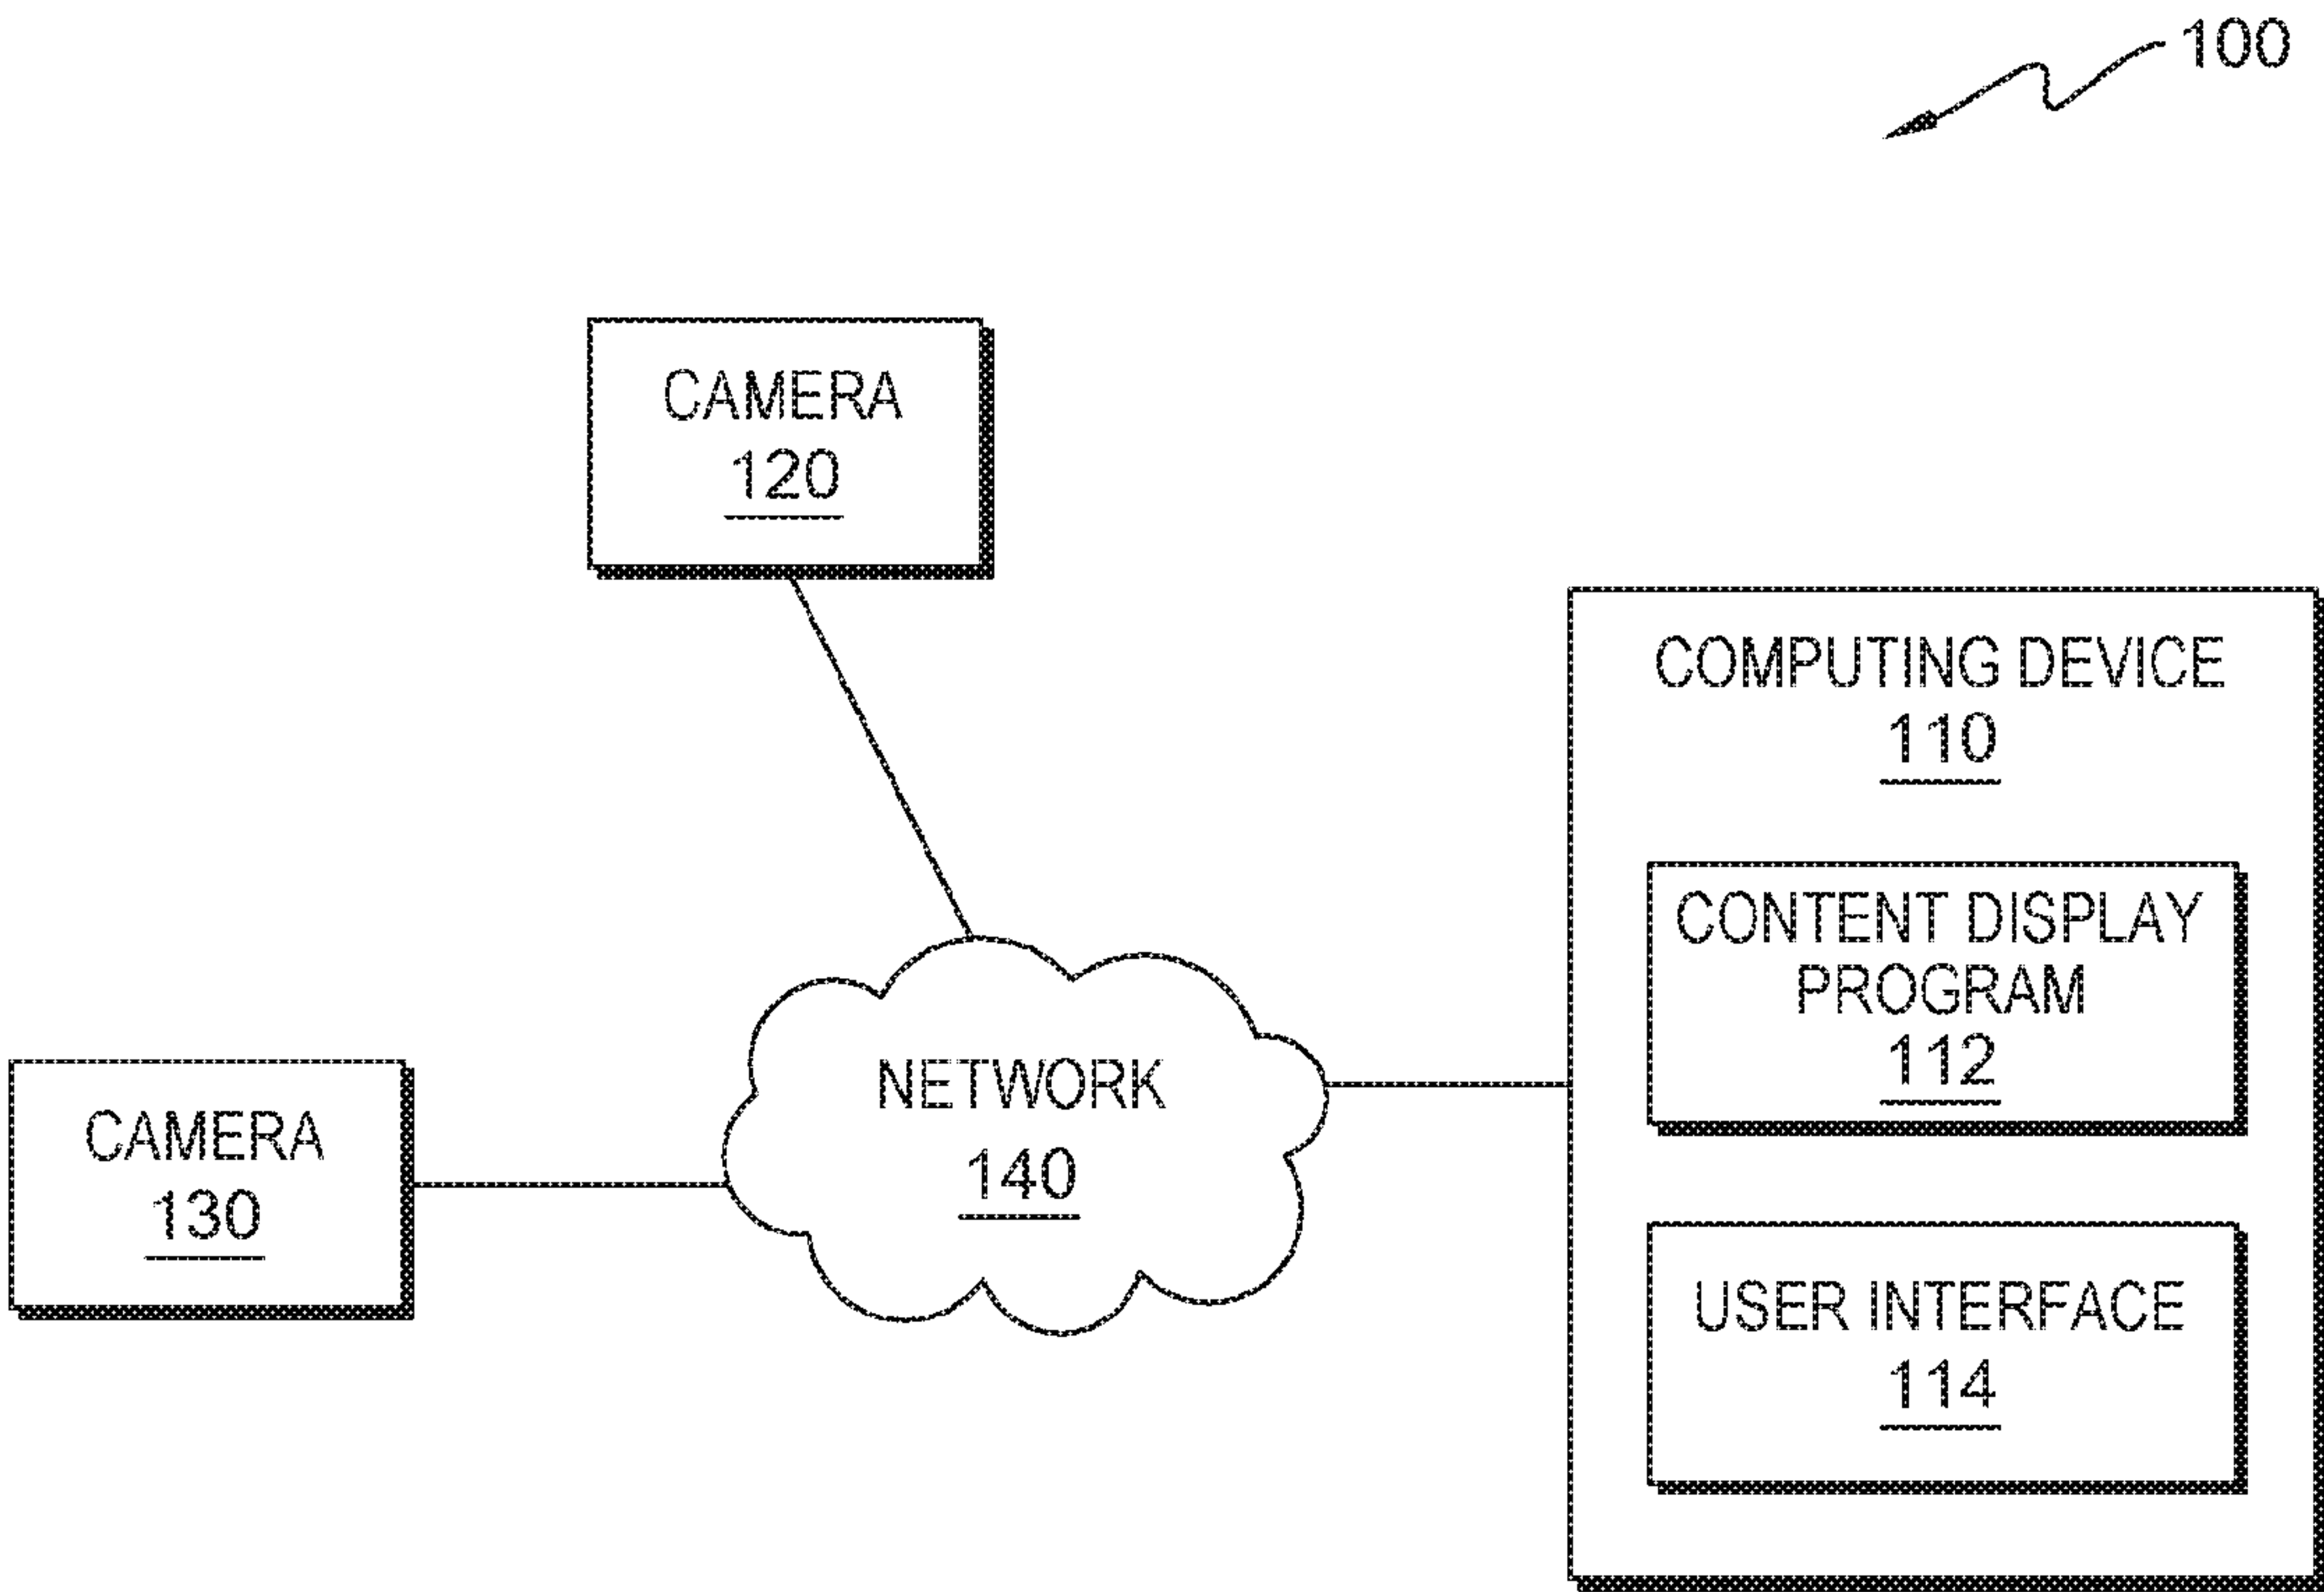 100
CAMERA
120
COMPUTING DEVICE
110
CONTENT DISPLAY
PROGRAM
112
NETWORK
140
CAMERA
130
USER INTERFACE
114